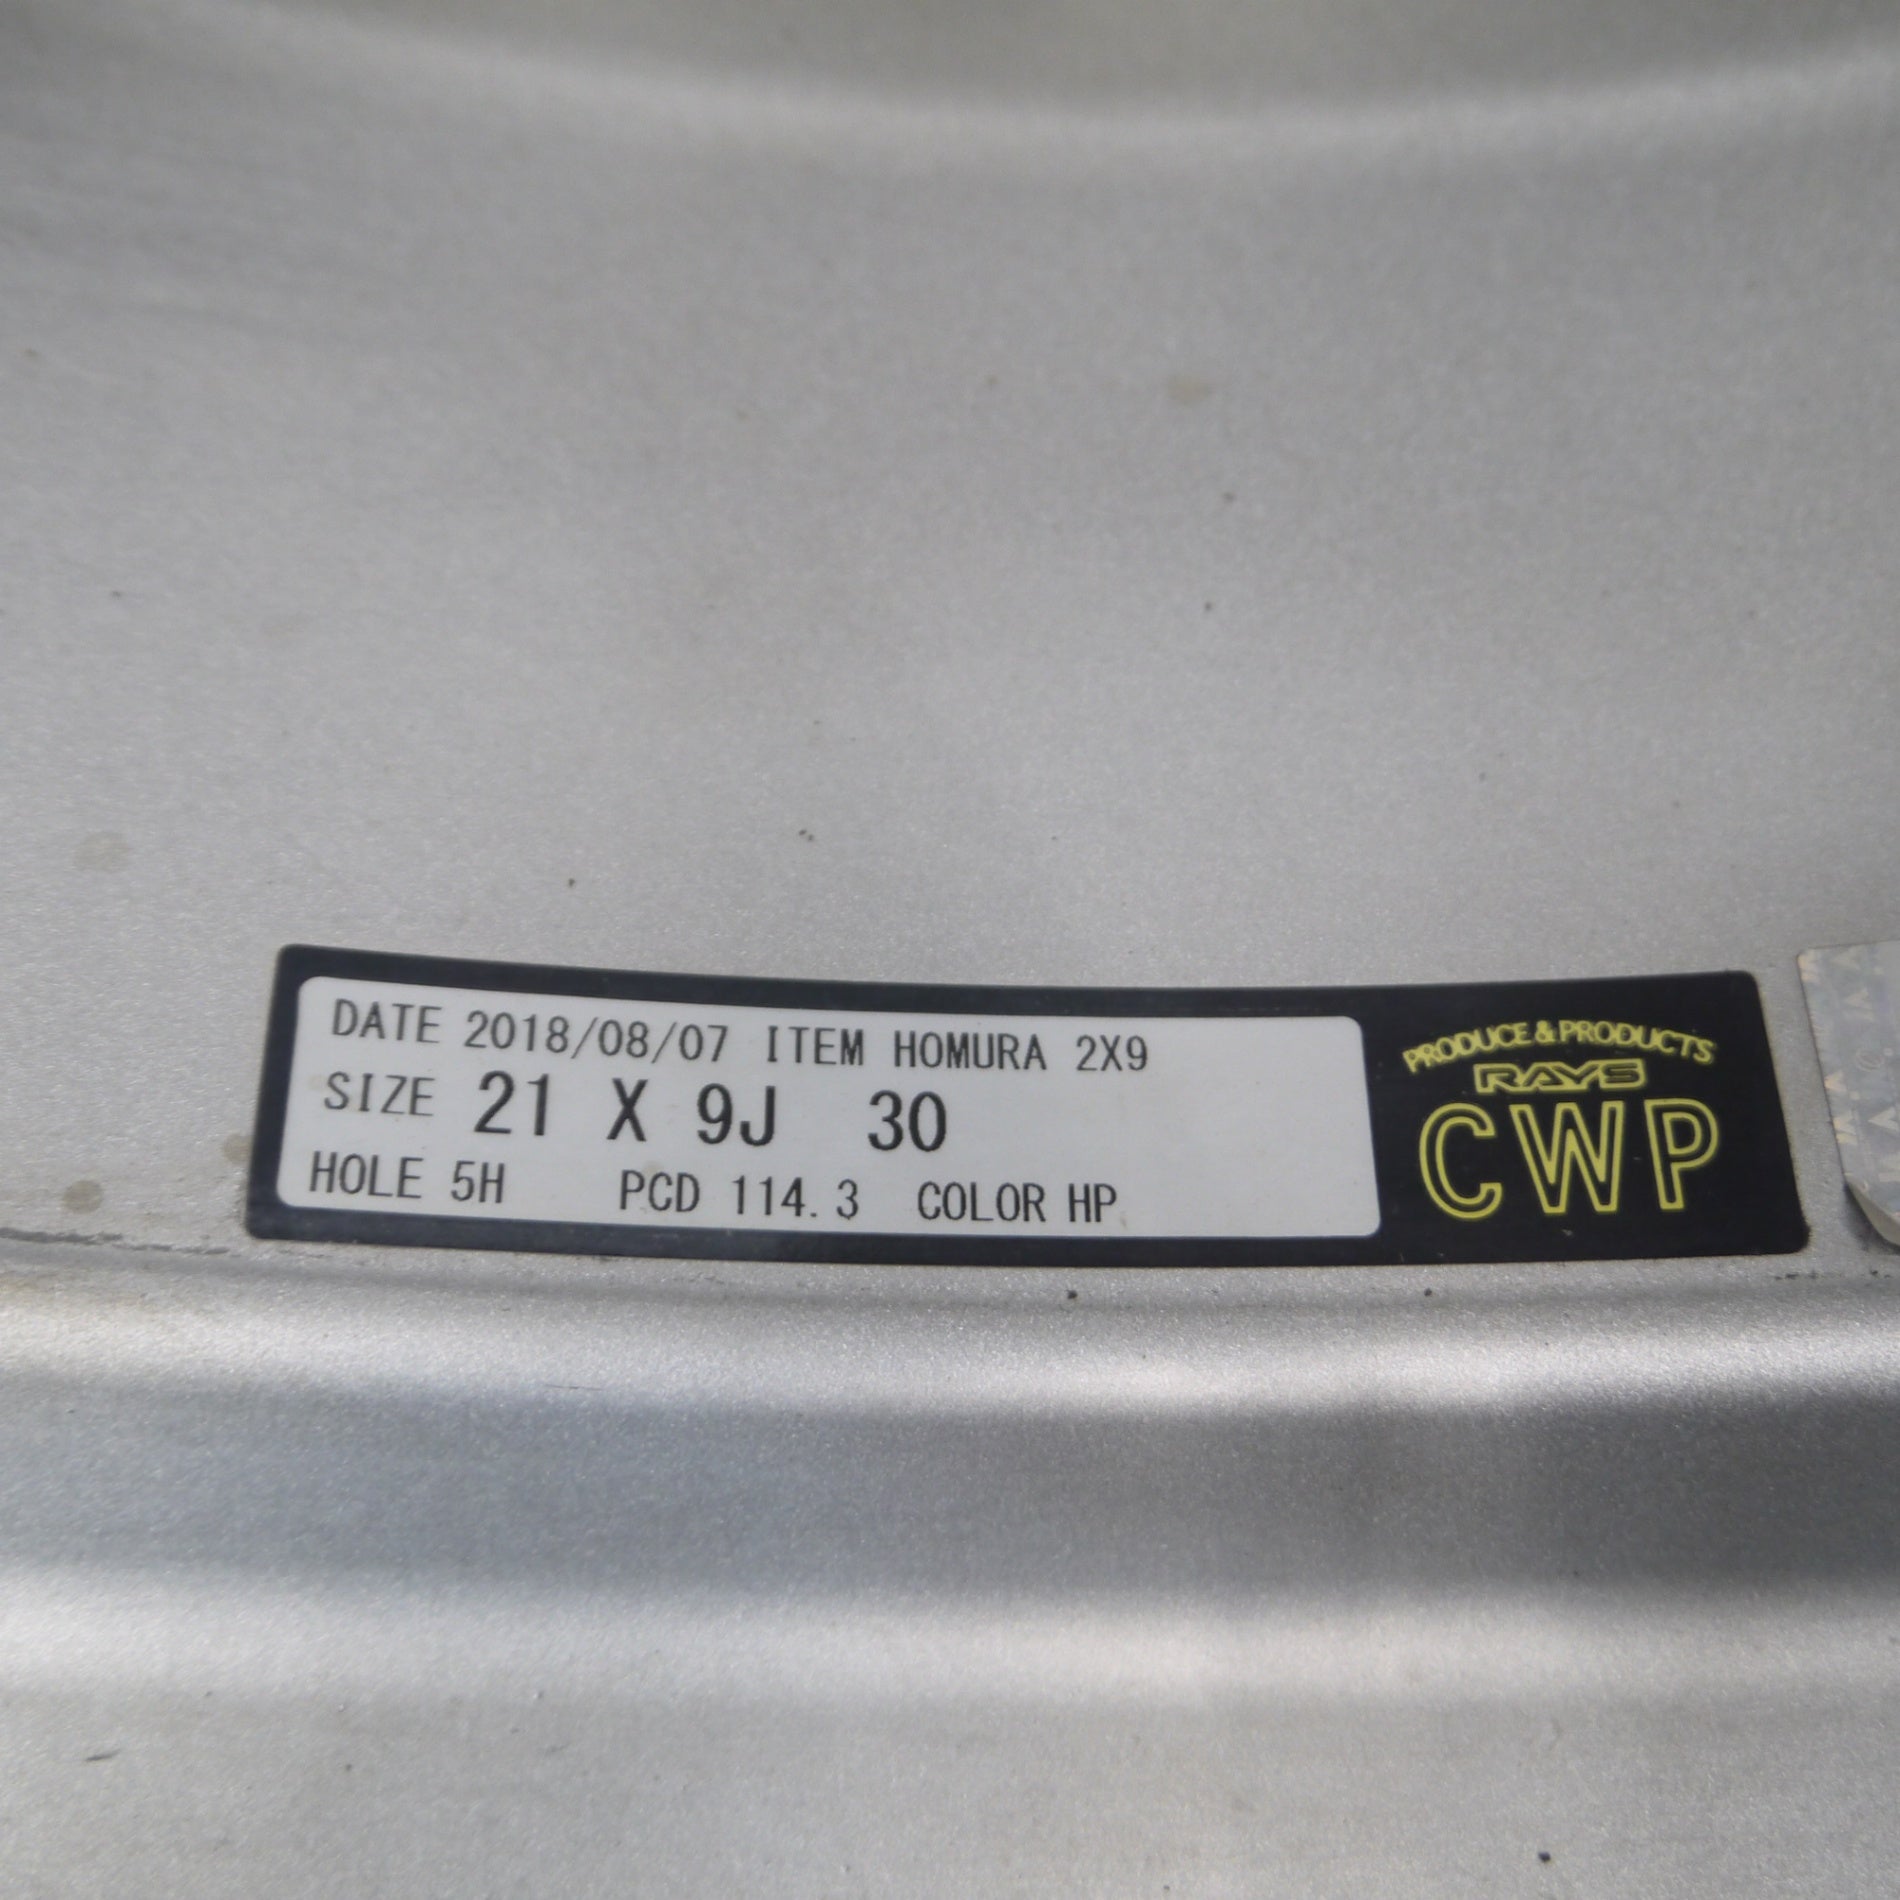 DATE 2018/08/07 ITEM HOMURA 2X9
SIZE 21 X 9J 30
HOLE 5H PCD 114.3 COLOR HP
PRODUCE & PRODUCTS
RAYS
CWP